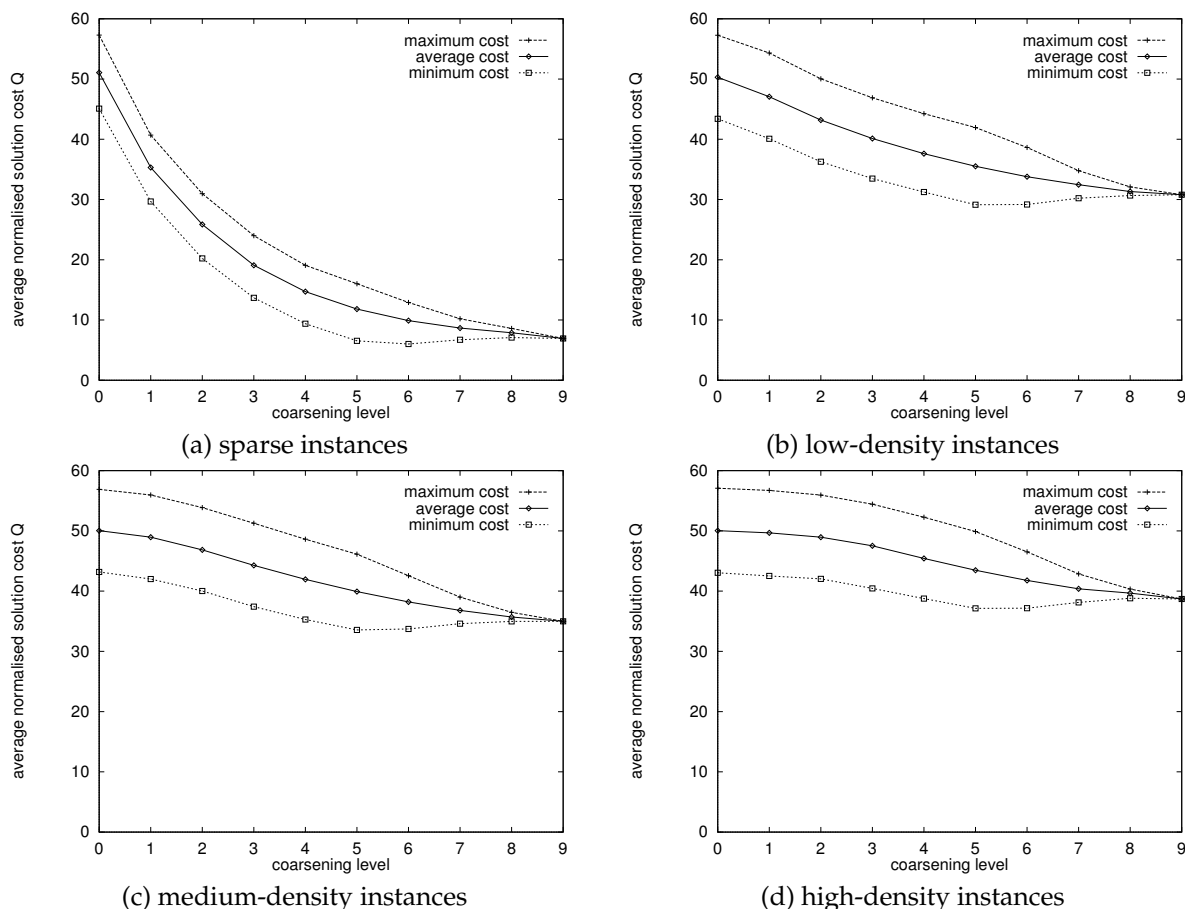 60
50
40
30
20
10
0
average normalised solution cost Q
maximum cost
average cost
minimum cost
0 1 2 3 4 5 6 7 8 9
coarsening level
(a) sparse instances
60
50
40
30
20
10
0
average normalised solution cost Q
maximum cost
average cost
minimum cost
0 1 2 3 4 5 6 7 8 9
coarsening level
(b) low-density instances
60
50
40
30
20
10
0
average normalised solution cost Q
maximum cost
average cost
minimum cost
0 1 2 3 4 5 6 7 8 9
coarsening level
(c) medium-density instances
60
50
40
30
20
10
0
average normalised solution cost Q
maximum cost
average cost
minimum cost
0 1 2 3 4 5 6 7 8 9
coarsening level
(d) high-density instances